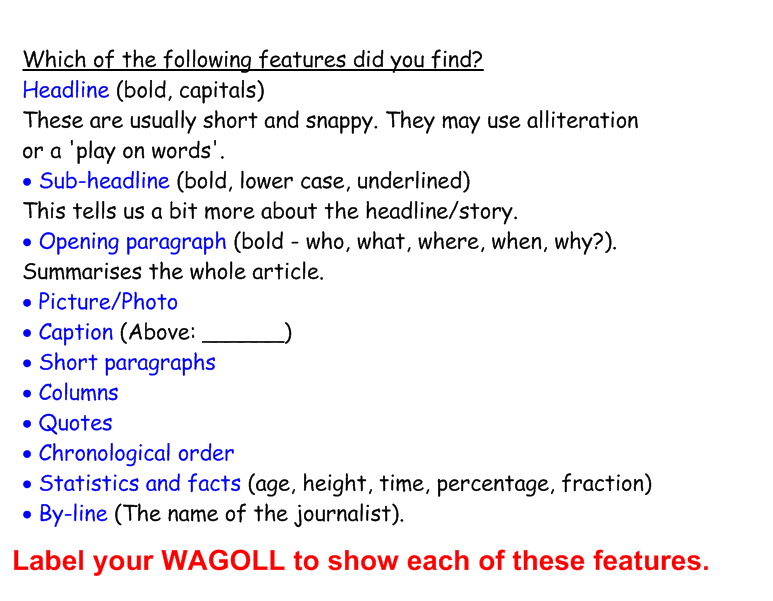 Which of the following features did you find?
Headline (bold, capitals)
These are usually short and snappy. They may use alliteration
or a 'play on words'.
• Sub-headline (bold, lower case, underlined)
This tells us a bit more about the headline/story.
• Opening paragraph (bold - who, what, where, when, why?).
Summarises the whole article.
• Picture/Photo
• Caption (Above: ______)
• Short paragraphs
• Columns
• Quotes
• Chronological order
• Statistics and facts (age, height, time, percentage, fraction)
• By-line (The name of the journalist).
Label your WAGOLL to show each of these features.